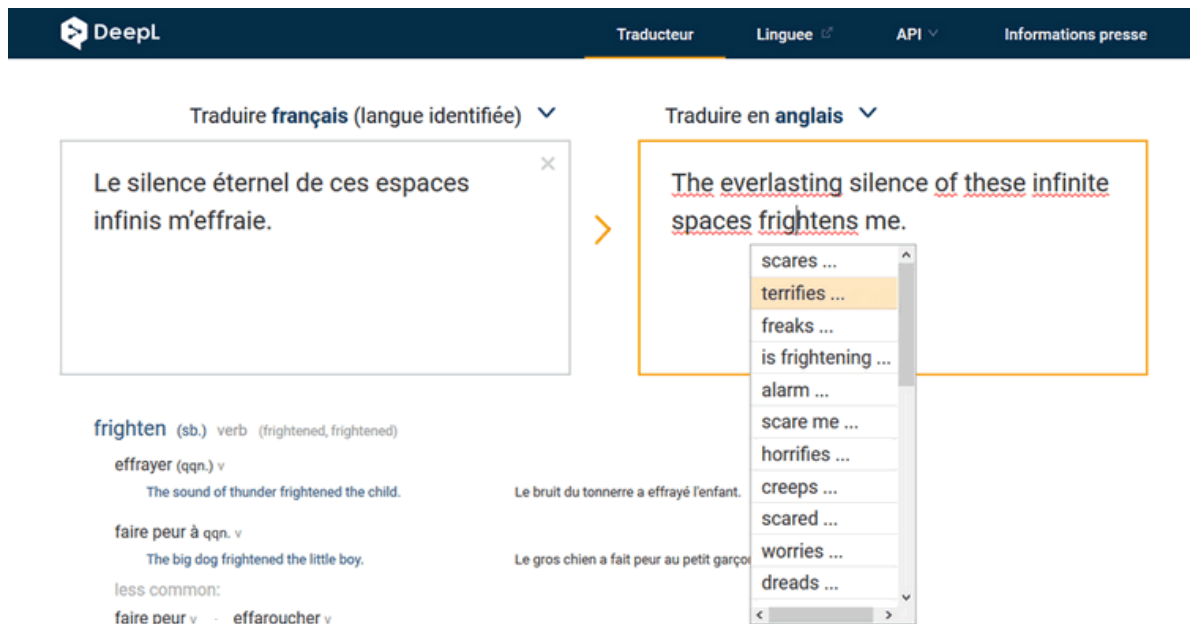 DeepL
Traducteur Linguee API Informations presse
Traduire français (langue identifiée)
Le silence éternel de ces espaces
infinis m'effraie.
Traduire en anglais
The everlasting silence of these infinite
spaces frightens me.
scares ...
terrifies ...
freaks ...
is frightening ...
alarm ...
scare me ...
horrifies ...
creeps ...
scared ...
worries ...
dreads ...
frighten (sb.) verb (frightened, frightened)
effrayer (qqn.) v
The sound of thunder frightened the child. Le bruit du tonnerre a effrayé l'enfant.
faire peur à qqn. v
The big dog frightened the little boy. Le gros chien a fait peur au petit garço
less common:
faire peur v · effaroucher v